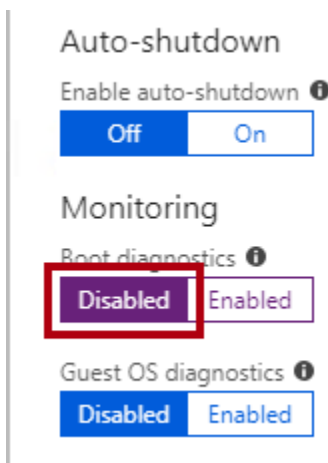 Auto-shutdown
Enable auto-shutdown
Off On
Monitoring
Boot diagnostics
Disabled Enabled
Guest OS diagnostics
Disabled Enabled